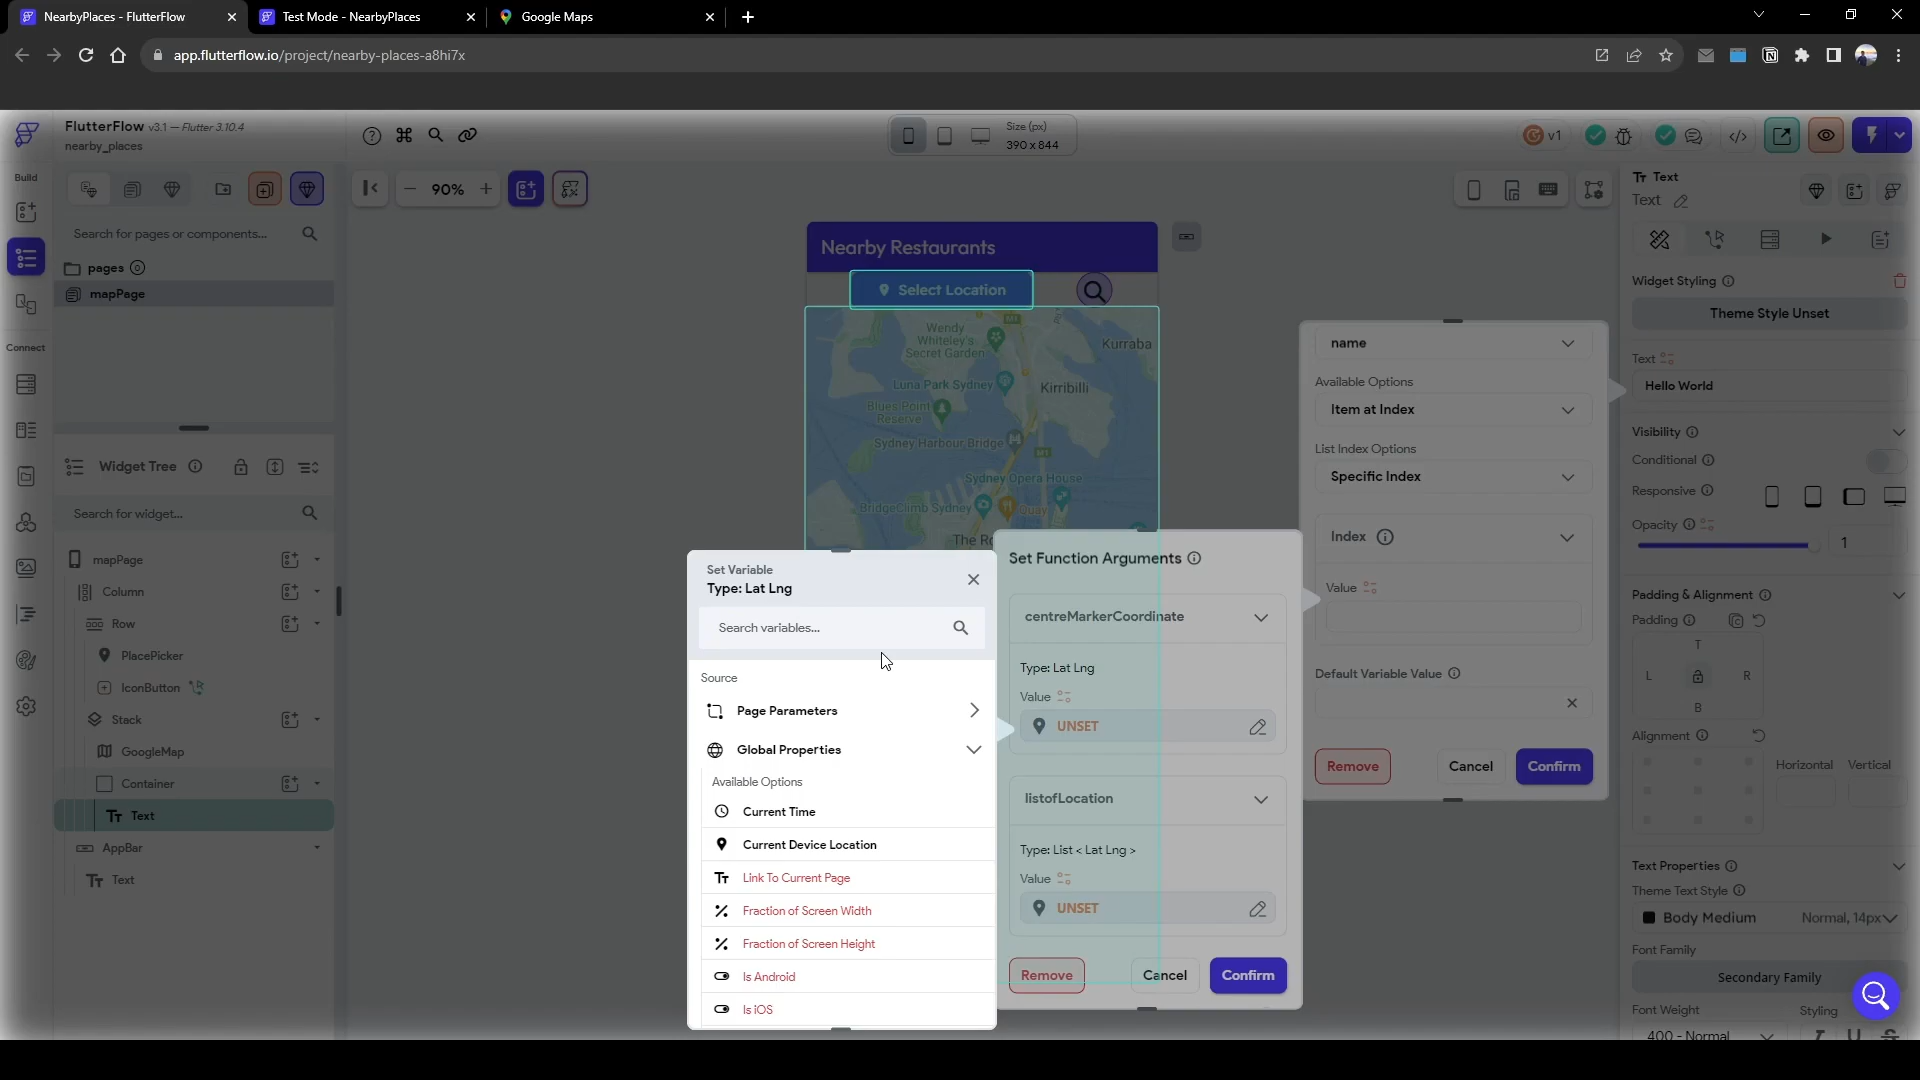 NearbyPlaces - FlutterFlow
Test Mode - NearbyPlaces
Google Maps
app.flutterflow.io/project/nearby-places-a8hi7x
FlutterFlow v3.1 — Flutter 3.10.4
nearby_places
Size (px)
390 x 844
v1
Build
Search for pages or components...
90%
pages 0
mapPage
Connect
Widget Tree
Search for widget...
mapPage
Column
Row
PlacePicker
IconButton
Stack
GoogleMap
Container
Text
AppBar
Text
Nearby Restaurants
Select Location
Wendy
Whiteley's
Secret Garden
Kurraba
Luna Park Sydney
Kirribilli
Blues Point
Reserve
Sydney Harbour Bridge
M1
Sydney Opera House
BridgeClimb Sydney
Quay
The Ro
Set Variable
Type: Lat Lng
Search variables...
Source
Page Parameters
Global Properties
Available Options
Current Time
Current Device Location
Link To Current Page
Fraction of Screen Width
Fraction of Screen Height
Is Android
Is iOS
Set Function Arguments
centreMarkerCoordinate
Type: Lat Lng
Value
UNSET
listofLocation
Type: List < Lat Lng >
Value
UNSET
Remove
Cancel
Confirm
name
Available Options
Item at Index
List Index Options
Specific Index
Index
Value
Default Variable Value
Remove
Cancel
Confirm
Text
Text
Widget Styling
Theme Style Unset
Text
Hello World
Visibility
Conditional
Responsive
Opacity
1
Padding & Alignment
Padding
T
L
R
B
Alignment
Horizontal
Vertical
Text Properties
Theme Text Style
Body Medium
Normal, 14px
Font Family
Secondary Family
Font Weight
Styling
400 - Normal